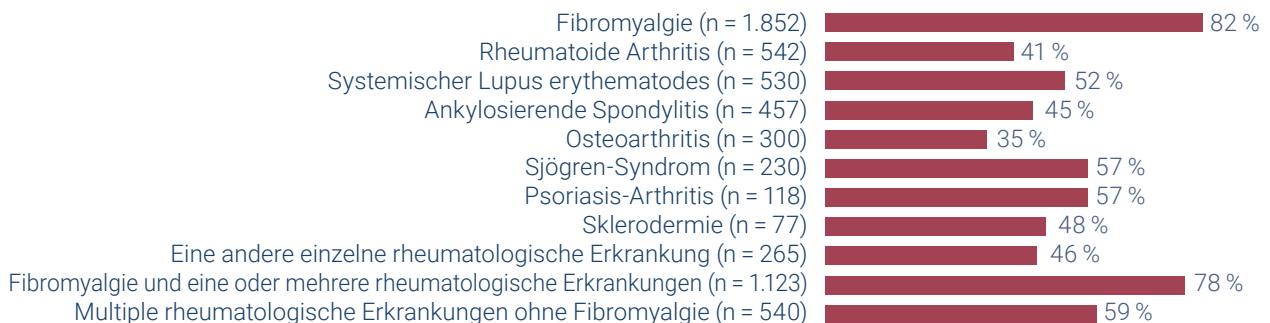 Fibromyalgie (n = 1.852) 82 %
Rheumatoide Arthritis (n = 542) 41 %
Systemischer Lupus erythematodes (n = 530) 52 %
Ankylosierende Spondylitis (n = 457) 45 %
Osteoarthritis (n = 300) 35 %
Sjögren-Syndrom (n = 230) 57 %
Psoriasis-Arthritis (n = 118) 57 %
Sklerodermie (n = 77) 48 %
Eine andere einzelne rheumatologische Erkrankung (n = 265) 46 %
Fibromyalgie und eine oder mehrere rheumatologische Erkrankungen (n = 1.123) 78 %
Multiple rheumatologische Erkrankungen ohne Fibromyalgie (n = 540) 59 %